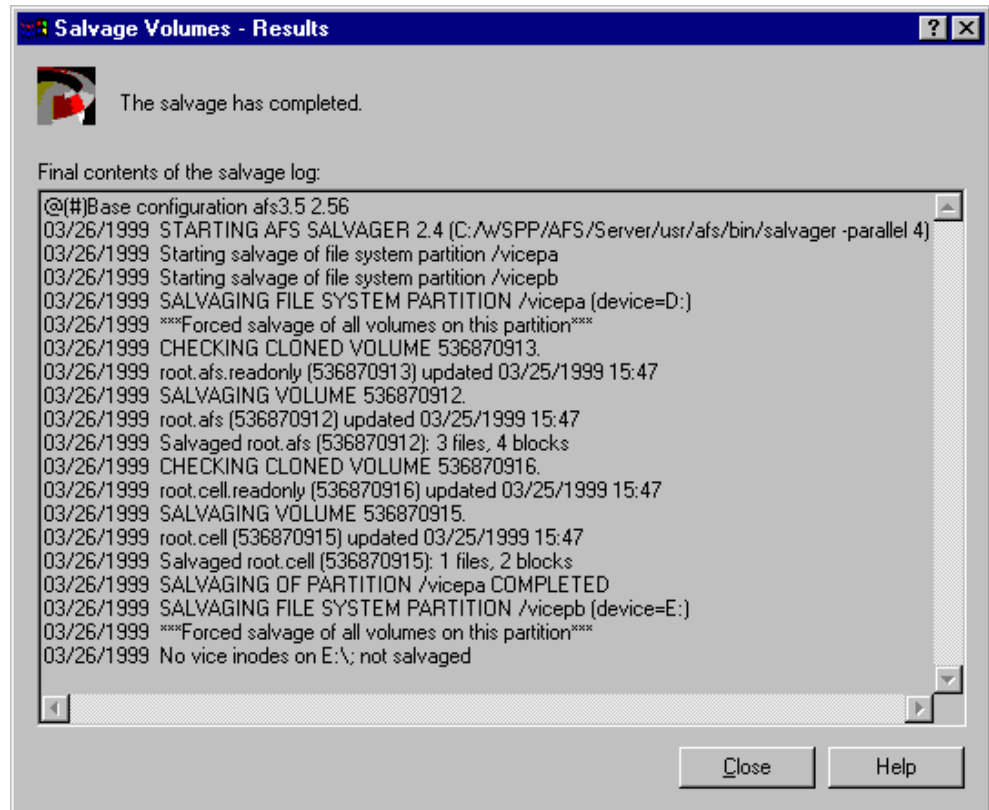 Salvage Volumes - Results
The salvage has completed.
Final contents of the salvage log:
@(#)Base configuration afs3.5 2.56
03/26/1999 STARTING AFS SALVAGER 2.4 (C:/WSPP/AFS/Server/usr/afs/bin/salvager -parallel 4)
03/26/1999 Starting salvage of file system partition /vicepa
03/26/1999 Starting salvage of file system partition /vicepb
03/26/1999 SALVAGING FILE SYSTEM PARTITION /vicepa (device=D:)
03/26/1999 ***Forced salvage of all volumes on this partition***
03/26/1999 CHECKING CLONED VOLUME 536870913.
03/26/1999 root.afs.readonly (536870913) updated 03/25/1999 15:47
03/26/1999 SALVAGING VOLUME 536870912.
03/26/1999 root.afs (536870912) updated 03/25/1999 15:47
03/26/1999 Salvaged root.afs (536870912): 3 files, 4 blocks
03/26/1999 CHECKING CLONED VOLUME 536870916.
03/26/1999 root.cell.readonly (536870916) updated 03/25/1999 15:47
03/26/1999 SALVAGING VOLUME 536870915.
03/26/1999 root.cell (536870915) updated 03/25/1999 15:47
03/26/1999 Salvaged root.cell (536870915): 1 files, 2 blocks
03/26/1999 SALVAGING OF PARTITION /vicepa COMPLETED
03/26/1999 SALVAGING FILE SYSTEM PARTITION /vicepb (device=E:)
03/26/1999 ***Forced salvage of all volumes on this partition***
03/26/1999 No vice inodes on E:\; not salvaged
Close Help